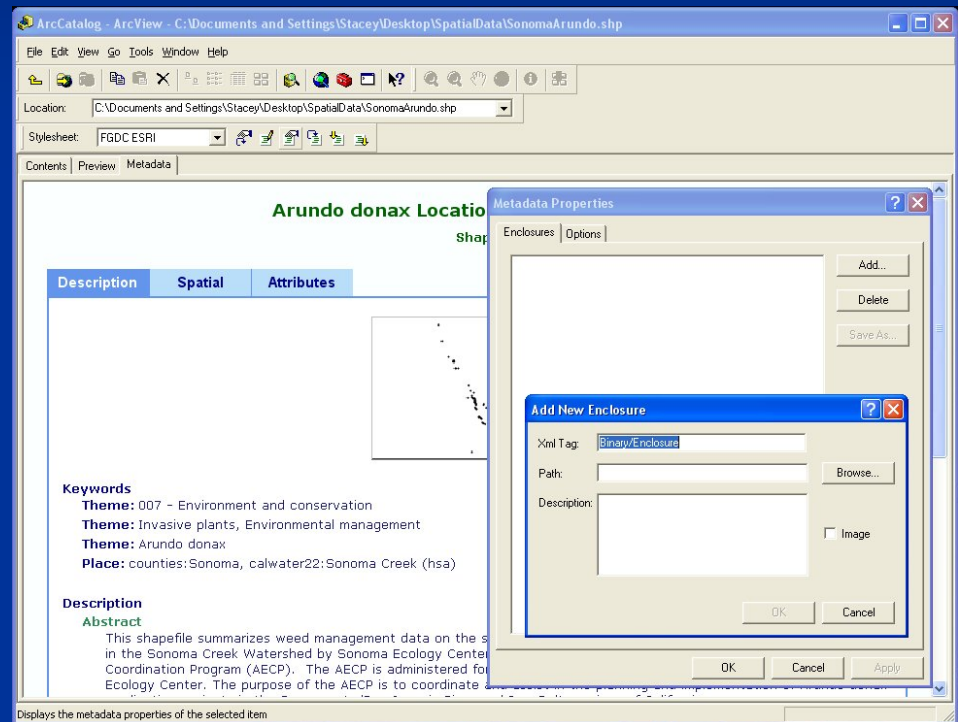 ArcCatalog - ArcView - C:\Documents and Settings\Stacey\Desktop\SpatialData\SonomaArundo.shp
File Edit View Go Tools Window Help
Location: C:\Documents and Settings\Stacey\Desktop\SpatialData\SonomaArundo.shp
Stylesheet: FGDC ESRI
Contents Preview Metadata
Arundo donax Locatio
Shap
Description Spatial Attributes
Keywords
Theme: 007 - Environment and conservation
Theme: Invasive plants, Environmental management
Theme: Arundo donax
Place: counties:Sonoma, calwater22:Sonoma Creek (hsa)
Description
Abstract
This shapefile summarizes weed management data on the s
in the Sonoma Creek Watershed by Sonoma Ecology Cente
Coordination Program (AECP). The AECP is administered fo
Ecology Center. The purpose of the AECP is to coordinate
Metadata Properties
Enclosures Options
Add...
Delete
Save As...
Add New Enclosure
Xml Tag: Binary/Enclosure
Path: Browse...
Description:
Image
OK Cancel
OK Cancel Apply
Displays the metadata properties of the selected item